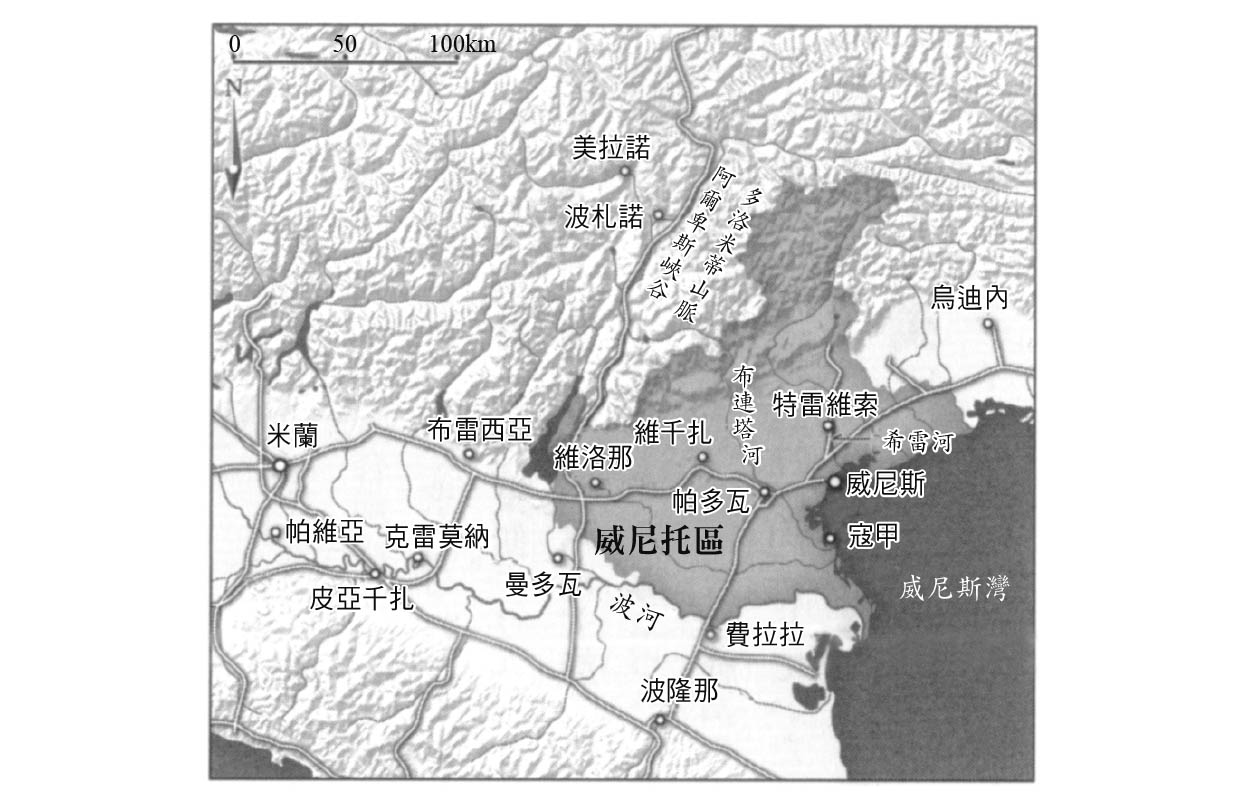 0 50 100km
N
美拉諾
波札諾
阿爾卑斯峽谷
多洛米蒂山脈
烏迪內
布連塔河
特雷維索
希雷河
米蘭
布雷西亞
維洛那
維千扎
帕多瓦
威尼斯
威尼托區
寇甲
帕維亞
克雷莫納
皮亞千扎
曼多瓦
波河
威尼斯灣
費拉拉
波隆那